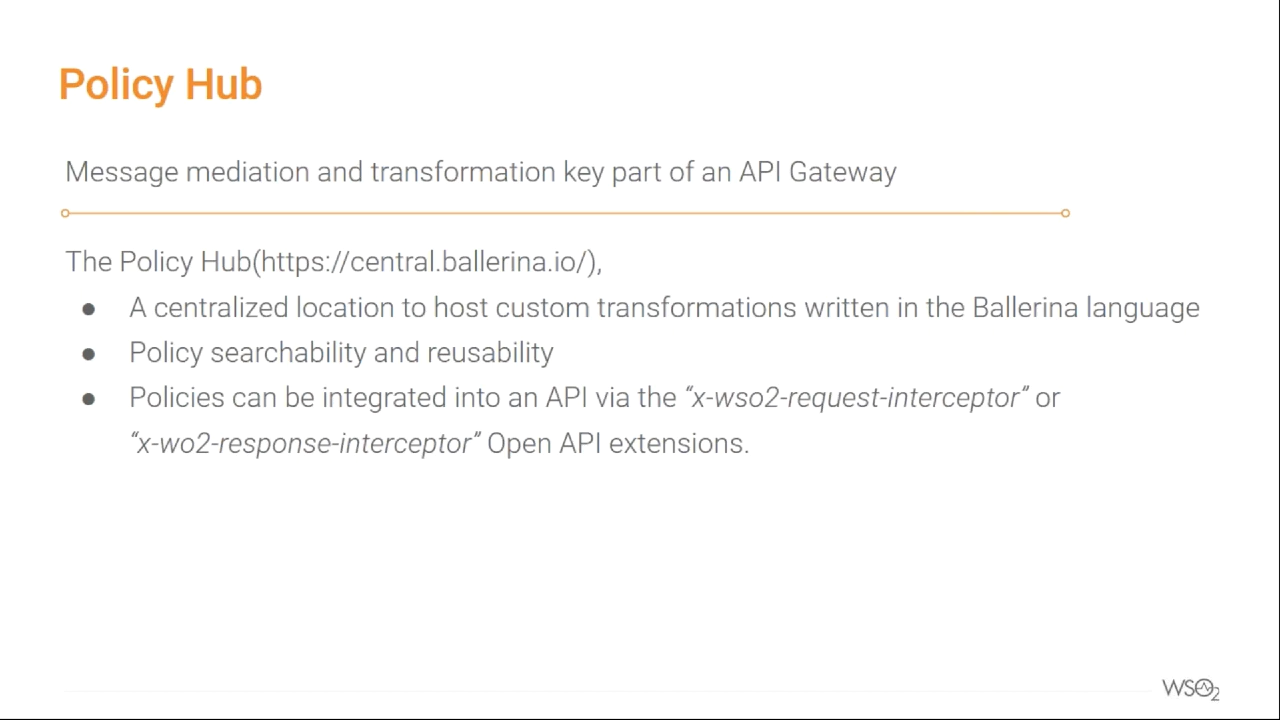 Policy Hub
Message mediation and transformation key part of an API Gateway
The Policy Hub(https://central.ballerina.io/),
● A centralized location to host custom transformations written in the Ballerina language
● Policy searchability and reusability
● Policies can be integrated into an API via the “x-wso2-request-interceptor” or
“x-wo2-response-interceptor” Open API extensions.
WSO2